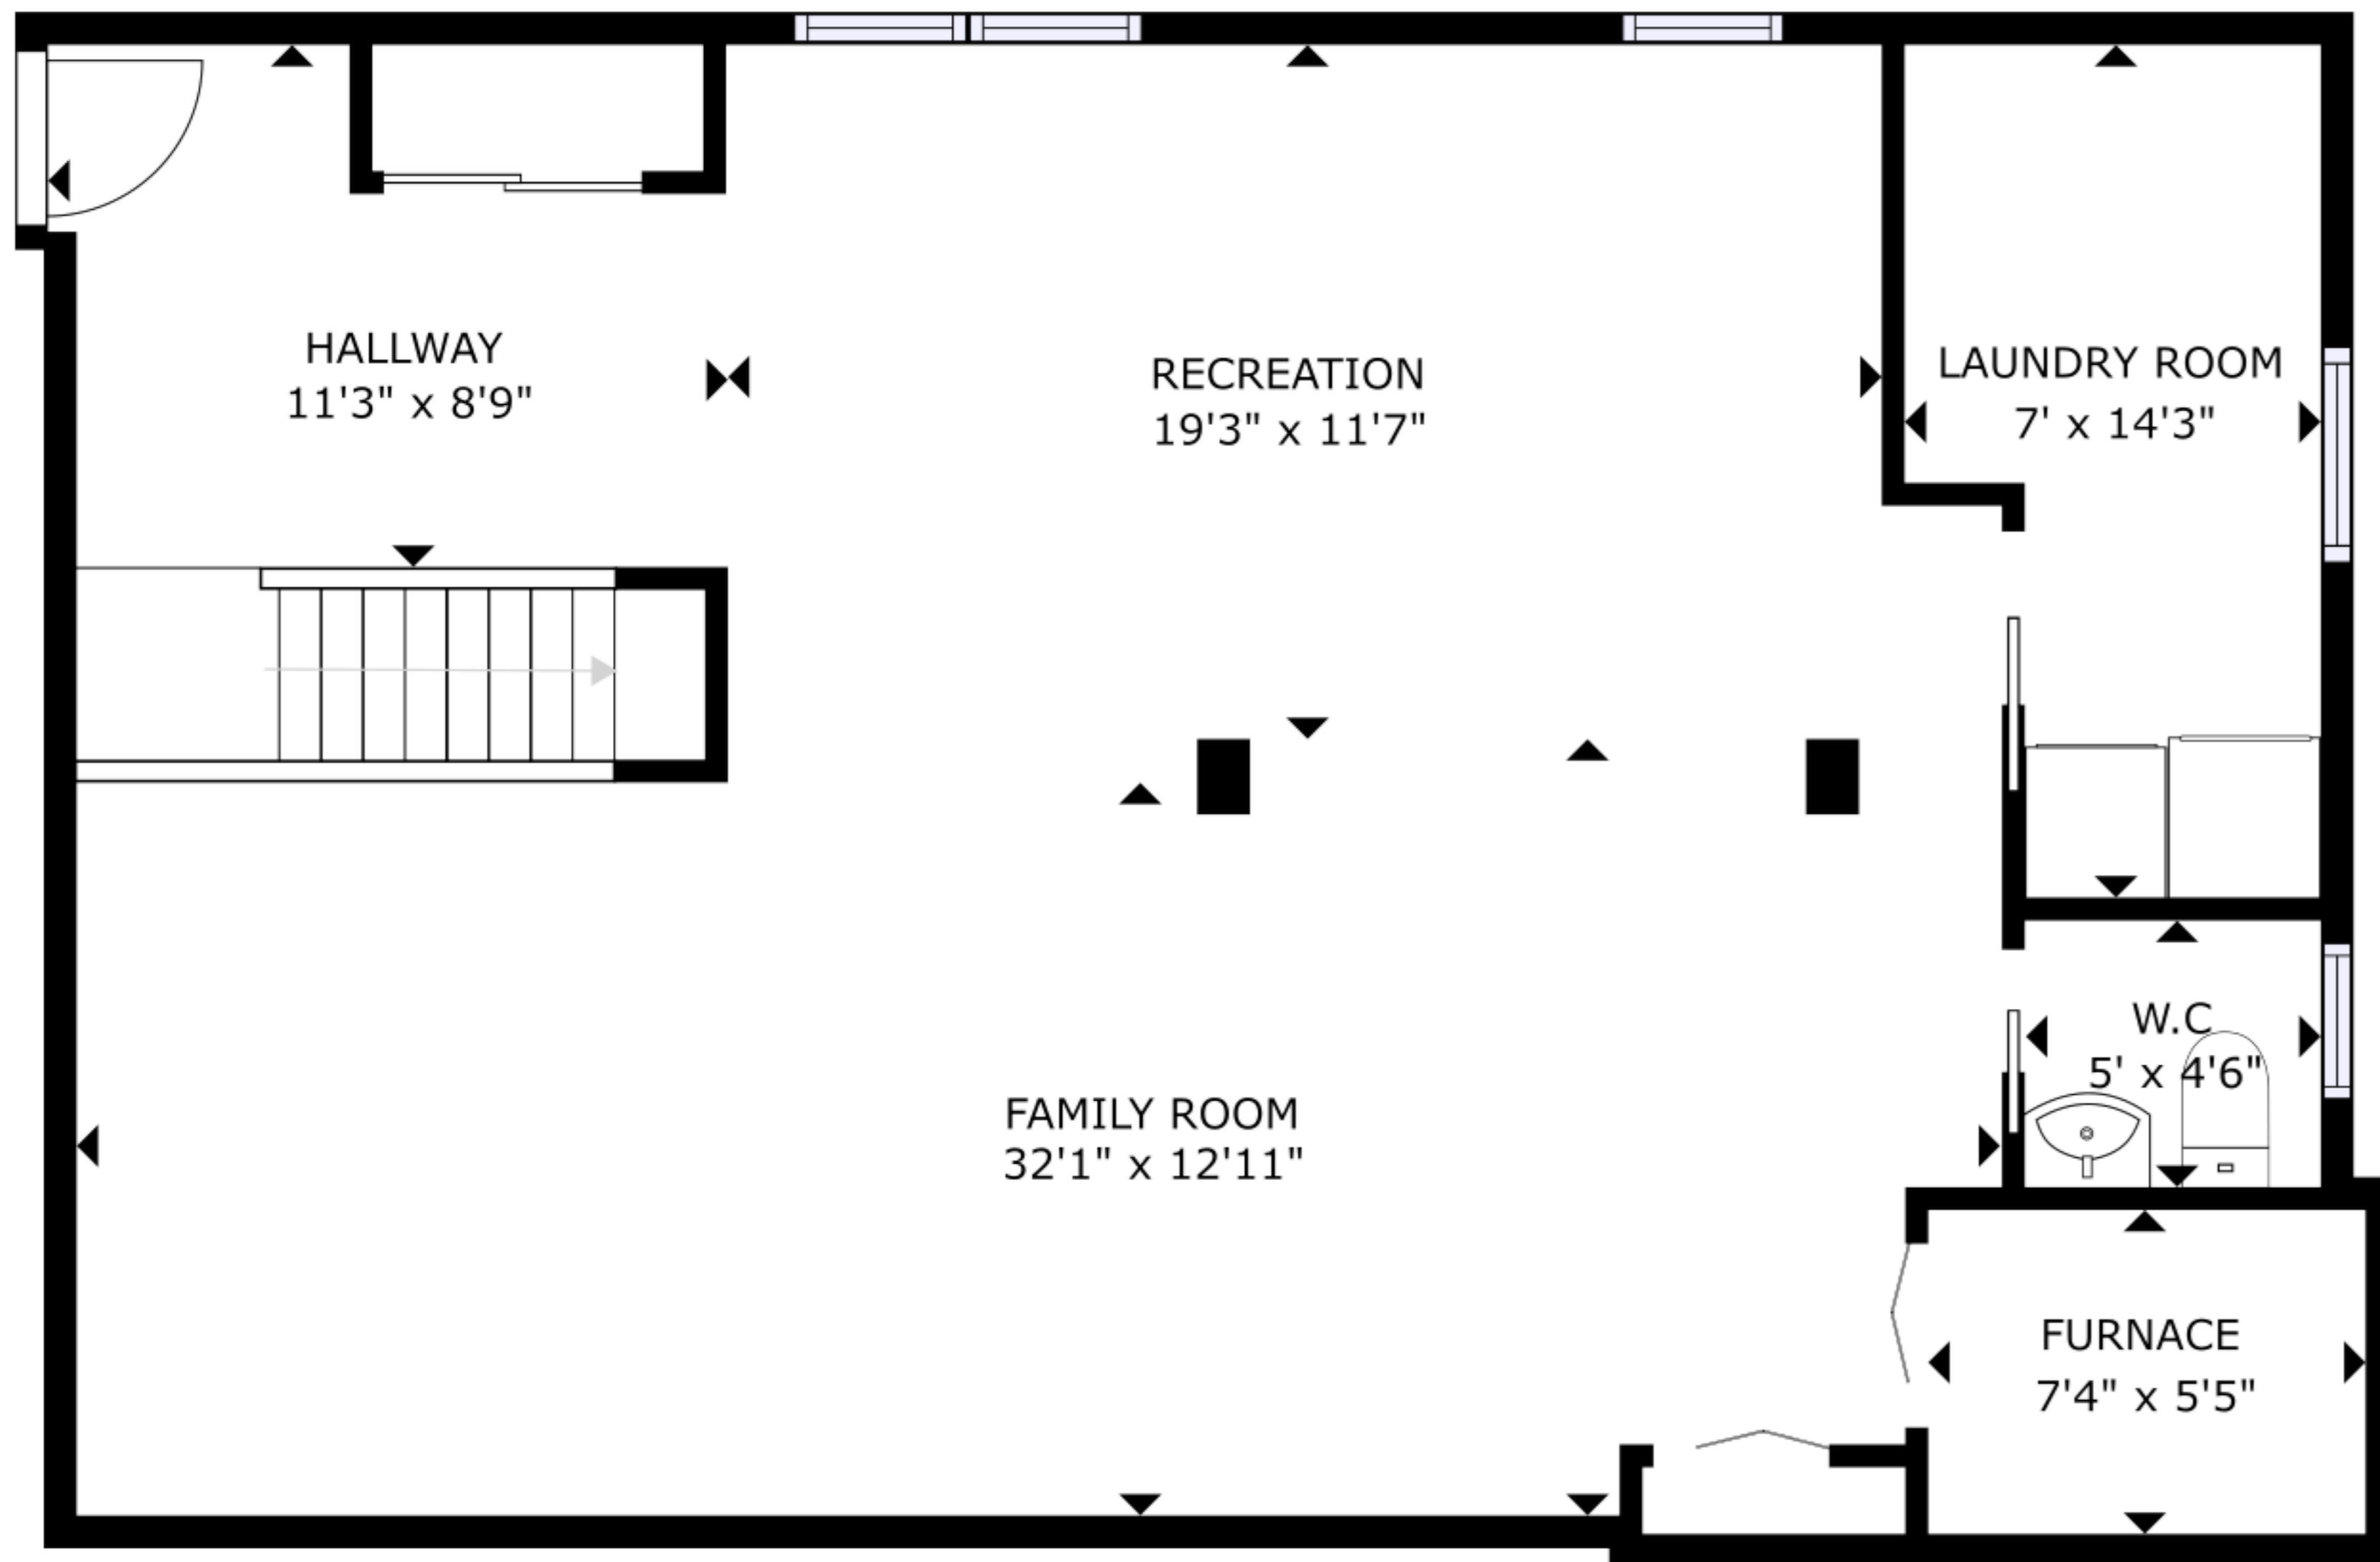 HALLWAY
11'3" x 8'9"
RECREATION
19'3" x 11'7"
LAUNDRY ROOM
7' x 14'3"
W.C
5' x 4'6"
FAMILY ROOM
32'1" x 12'11"
FURNACE
7'4" x 5'5"